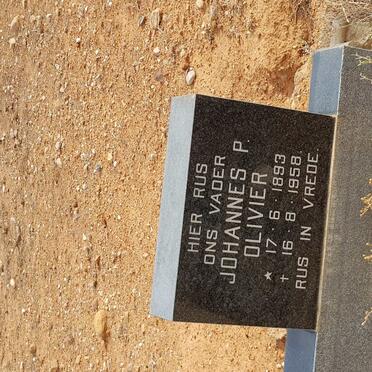 HIER RUS
ONS VADER
JOHANNES P.
OLIVIER
★ 17·6·1893
† 16·8·1958.
RUS IN VREDE.